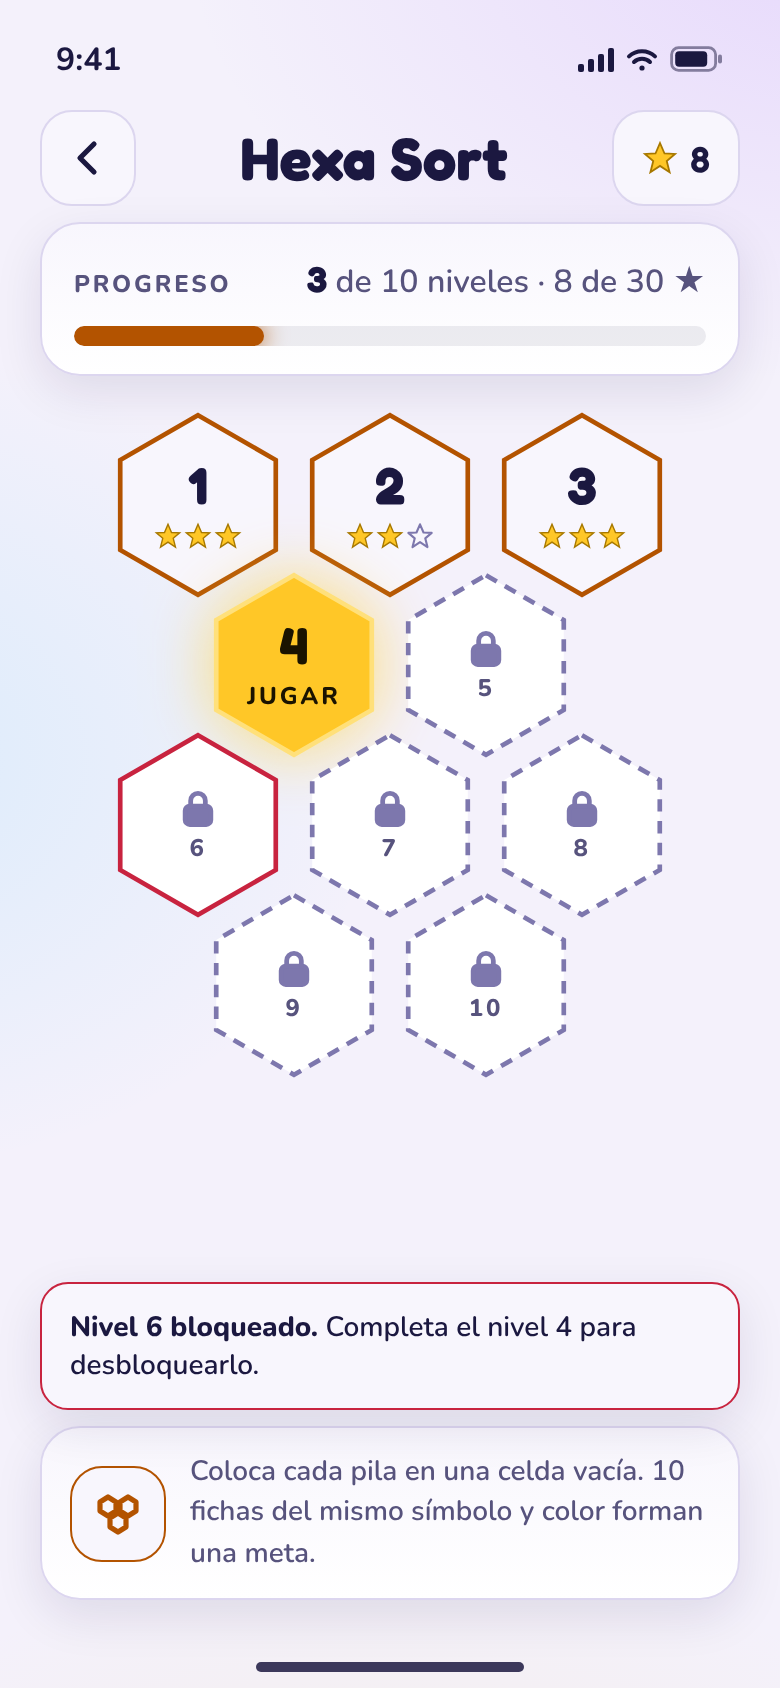 9:41
Hexa Sort
8
PROGRESO
3 de 10 niveles · 8 de 30 ★
1
2
3
4
JUGAR
5
6
7
8
9
10
Nivel 6 bloqueado. Completa el nivel 4 para
desbloquearlo.
Coloca cada pila en una celda vacía. 10
fichas del mismo símbolo y color forman
una meta.